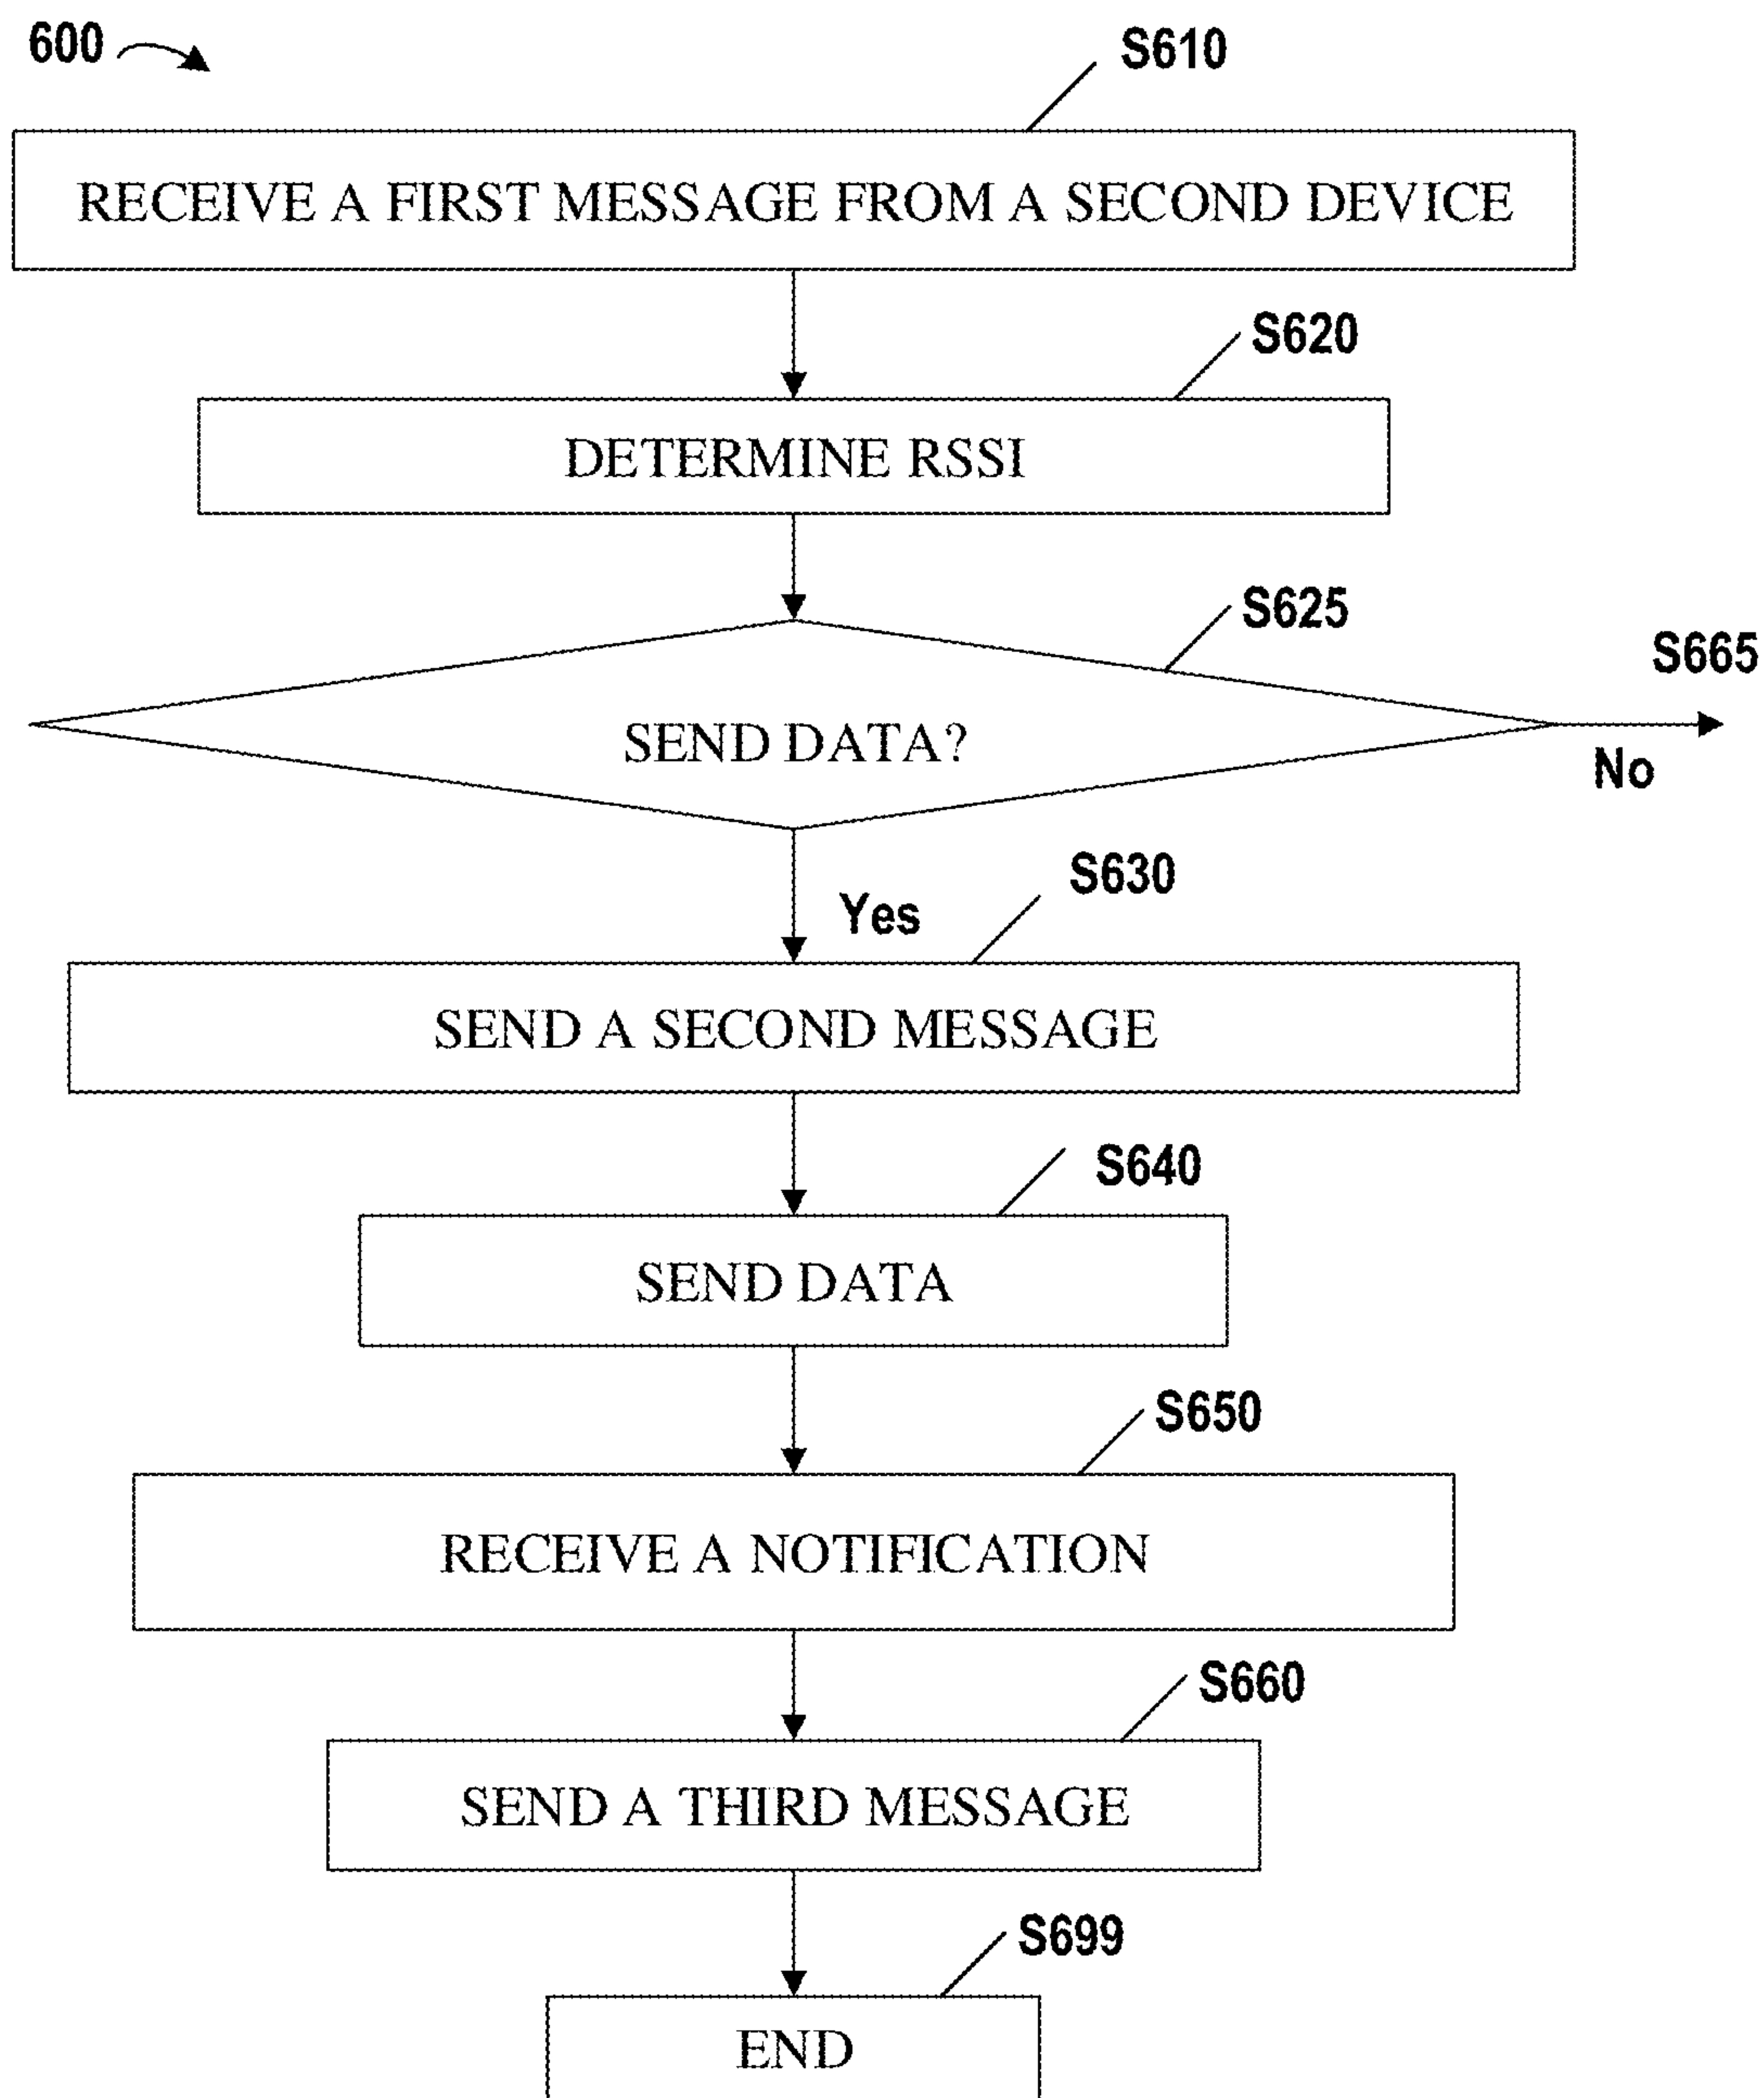 600
S610
RECEIVE A FIRST MESSAGE FROM A SECOND DEVICE
S620
DETERMINE RSSI
S625
S665
SEND DATA?
No
S630
Yes
SEND A SECOND MESSAGE
S640
SEND DATA
S650
RECEIVE A NOTIFICATION
S660
SEND A THIRD MESSAGE
S699
END